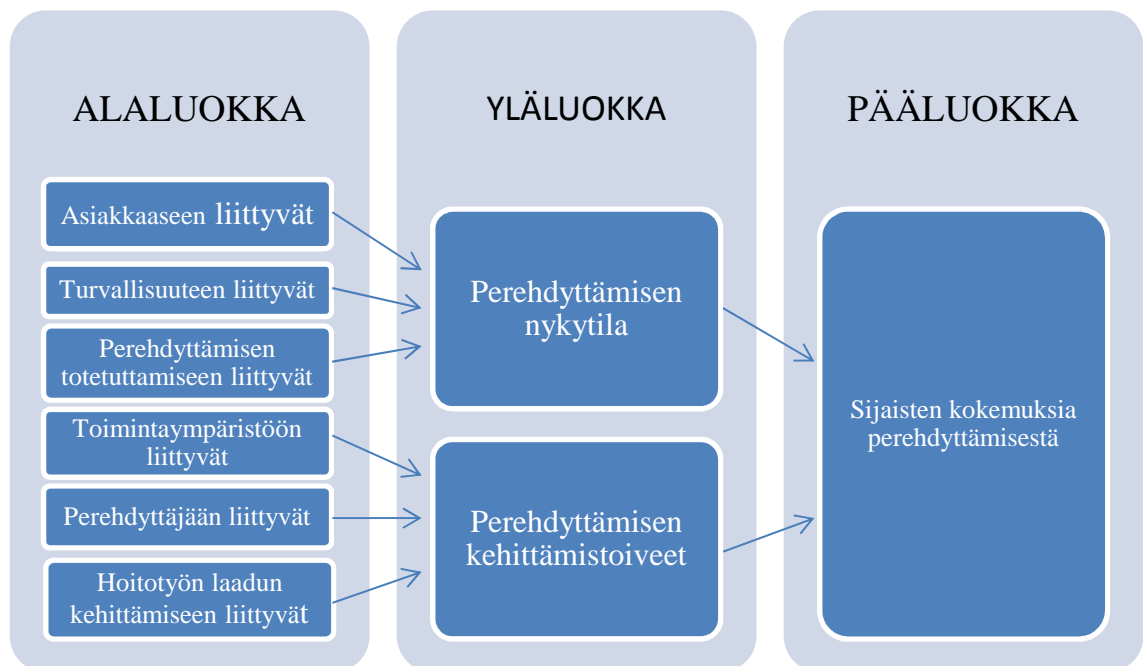 ALALUOKKA
Asiakkaaseen liittyvät
Turvallisuuteen liittyvät
Perehdyttämisen
totetuttamiseen liittyvät
Toimintaympäristöön
liittyvät
Perehdyttäjään liittyvät
Hoitotyön laadun
kehittämiseen liittyvät
YLÄLUOKKA
Perehdyttämisen
nykytila
Perehdyttämisen
kehittämistoiveet
PÄÄLUOKKA
Sijaisten kokemuksia
perehdyttämisestä